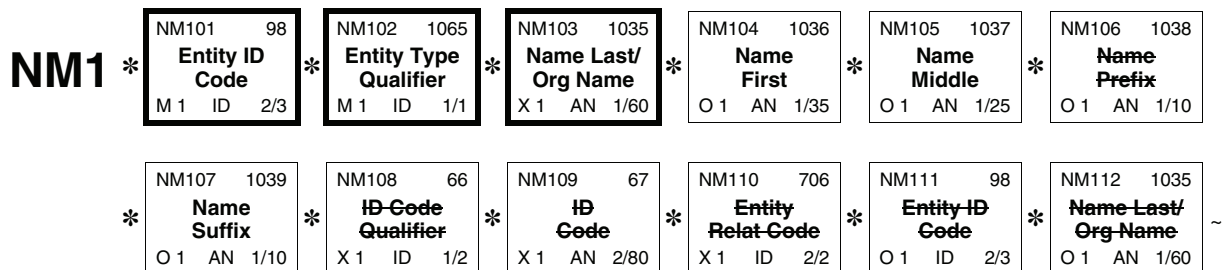 NM101 98 NM102 1065 NM103 1035 NM104 1036 NM105 1037 NM106 1038
NM1 * Entity ID Code * Entity Type Qualifier * Name Last/ Org Name * Name First * Name Middle * Name Prefix
M 1 ID 2/3 M 1 ID 1/1 X 1 AN 1/60 O 1 AN 1/35 O 1 AN 1/25 O 1 AN 1/10
NM107 1039 NM108 66 NM109 67 NM110 706 NM111 98 NM112 1035
* Name Suffix * ID Code Qualifier * ID Code * Entity Relat Code * Entity ID Code * Name Last/ Org Name ~
O 1 AN 1/10 X 1 ID 1/2 X 1 AN 2/80 X 1 ID 2/2 O 1 ID 2/3 O 1 AN 1/60